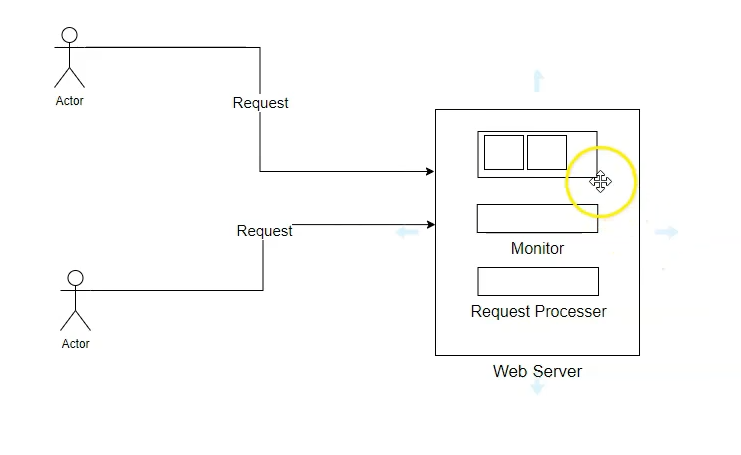 Actor
Request
Request
Monitor
Request Processer
Actor
Web Server